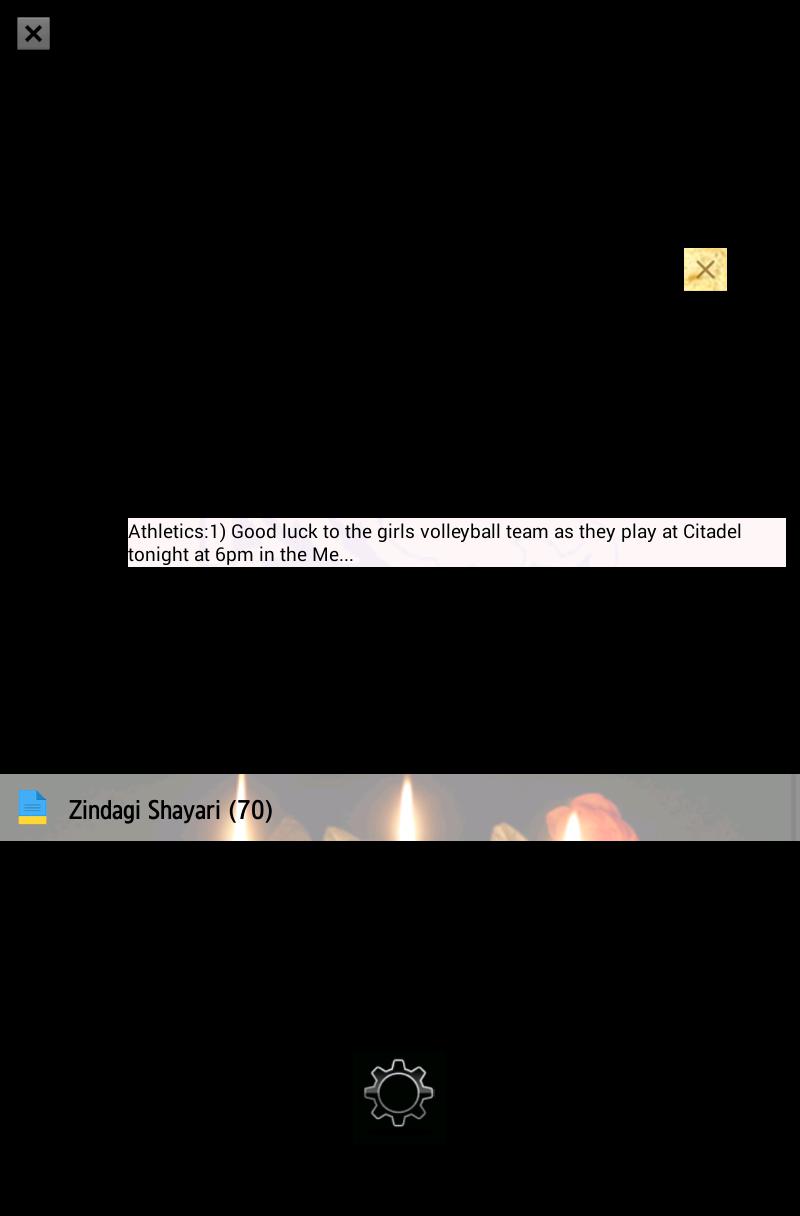 Athletics:1) Good luck to the girls volleyball team as they play at Citadel
tonight at 6pm in the Me...
Zindagi Shayari (70)